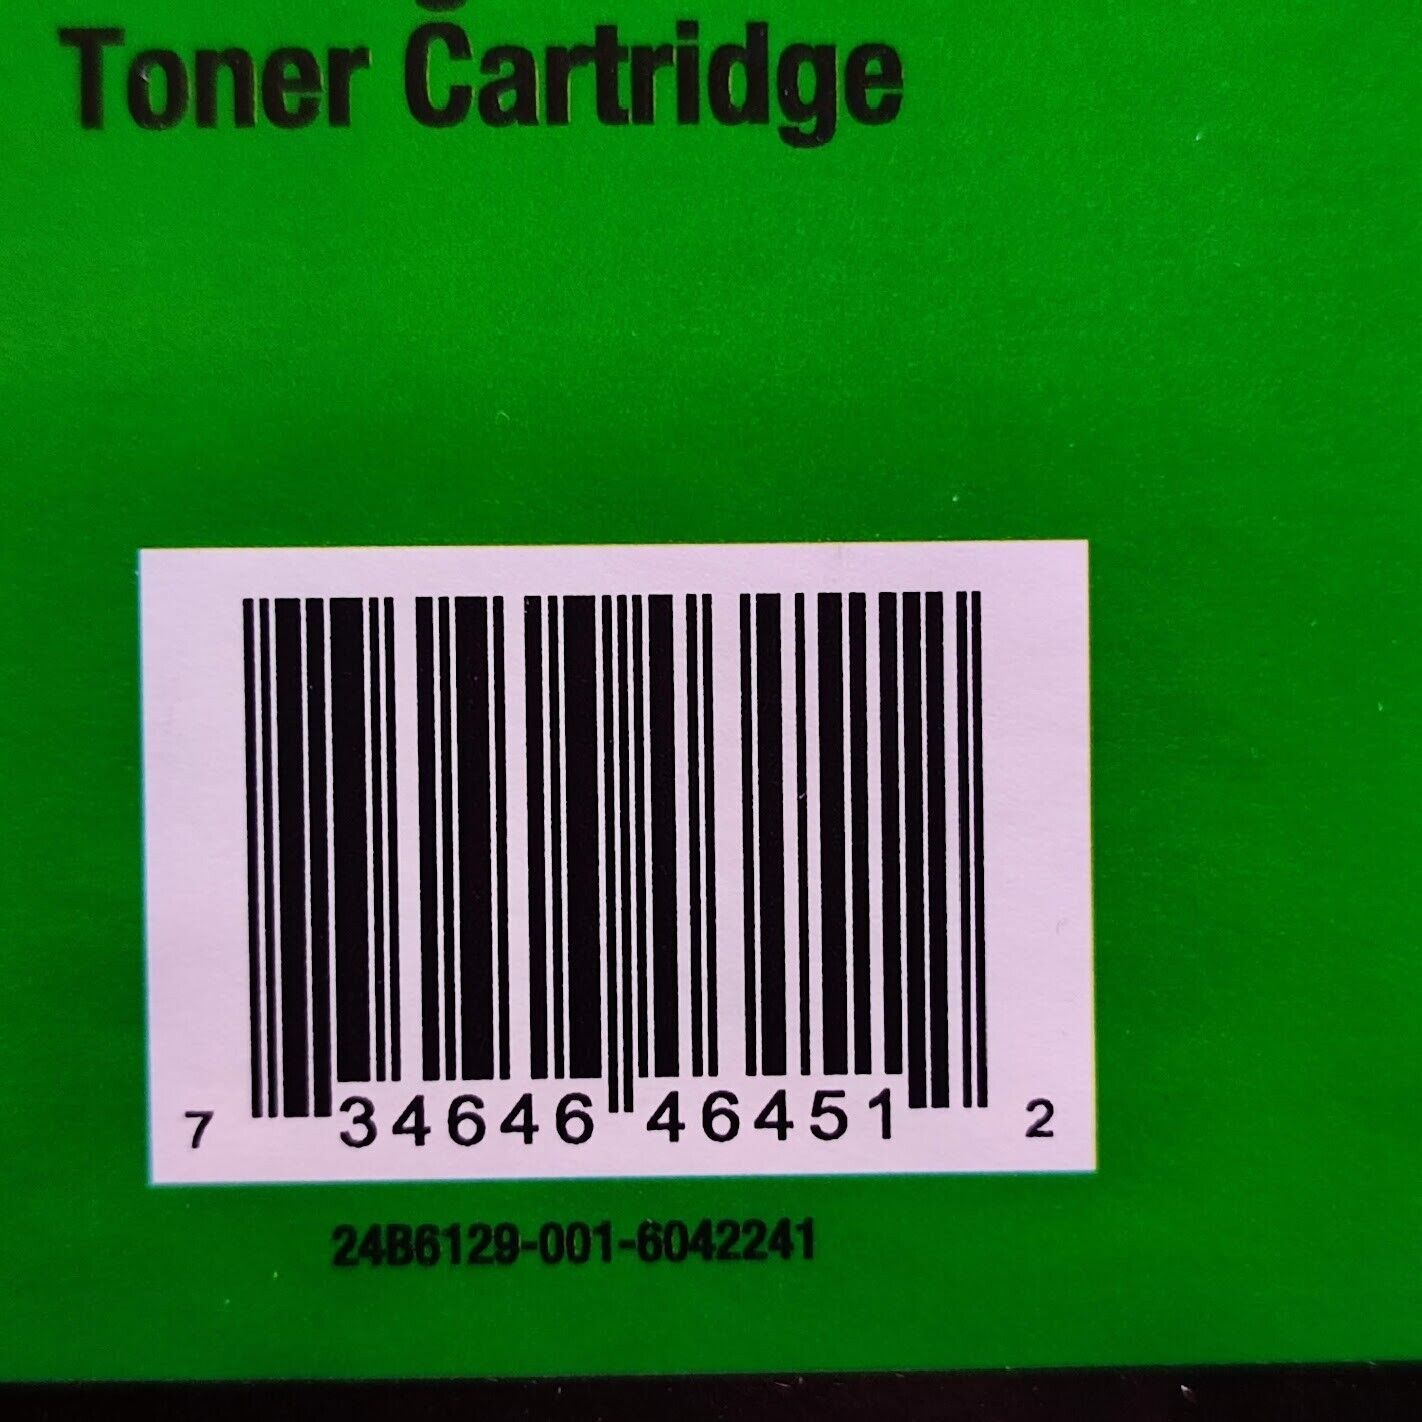 Toner Cartridge
7 34646 46451 2
24B6129-001-6042241